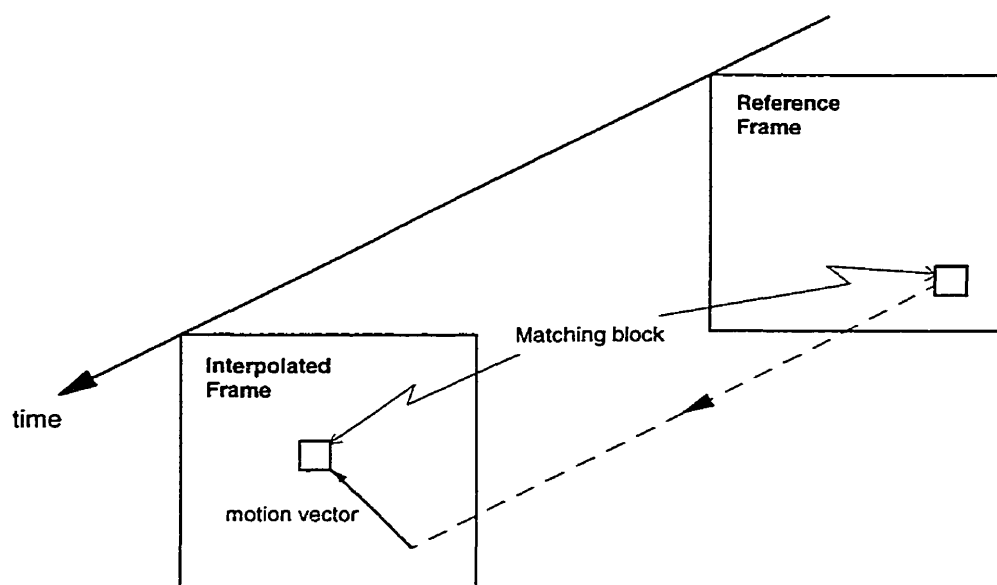 Reference
Frame
Matching block
Interpolated
Frame
time
motion vector